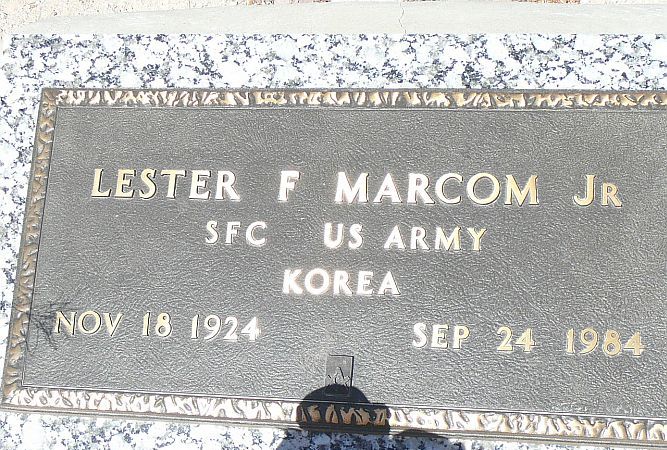 LESTER F MARCOM JR
SFC US ARMY
KOREA
NOV 18 1924 SEP 24 1984